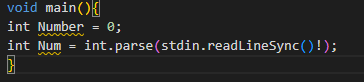 void main(){
int Number = 0;
int Num = int.parse(stdin.readLineSync()!);
}